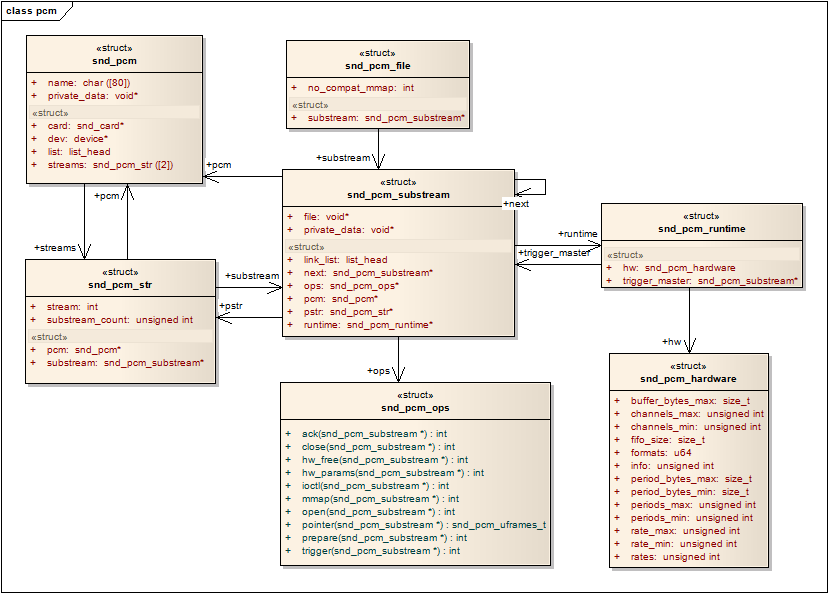 class pcm
«struct»
snd_pcm
+ name: char ([80])
+ private_data: void*
«struct»
+ card: snd_card*
+ dev: device*
+ list: list_head
+ streams: snd_pcm_str ([2])
«struct»
snd_pcm_file
+ no_compat_mmap: int
«struct»
+ substream: snd_pcm_substream*
+substream
+pcm
+pcm
+streams
«struct»
snd_pcm_substream
+ file: void*
+ private_data: void*
«struct»
+ link_list: list_head
+ next: snd_pcm_substream*
+ ops: snd_pcm_ops*
+ pcm: snd_pcm*
+ pstr: snd_pcm_str*
+ runtime: snd_pcm_runtime*
+next
+runtime
+trigger_master
«struct»
snd_pcm_runtime
«struct»
+ hw: snd_pcm_hardware
+ trigger_master: snd_pcm_substream*
«struct»
snd_pcm_str
+ stream: int
+ substream_count: unsigned int
«struct»
+ pcm: snd_pcm*
+ substream: snd_pcm_substream*
+substream
+pstr
+ops
+hw
«struct»
snd_pcm_ops
+ ack(snd_pcm_substream *) : int
+ close(snd_pcm_substream *) : int
+ hw_free(snd_pcm_substream *) : int
+ hw_params(snd_pcm_substream *) : int
+ ioctl(snd_pcm_substream *) : int
+ mmap(snd_pcm_substream *) : int
+ open(snd_pcm_substream *) : int
+ pointer(snd_pcm_substream *) : snd_pcm_uframes_t
+ prepare(snd_pcm_substream *) : int
+ trigger(snd_pcm_substream *) : int
«struct»
snd_pcm_hardware
+ buffer_bytes_max: size_t
+ channels_max: unsigned int
+ channels_min: unsigned int
+ fifo_size: size_t
+ formats: u64
+ info: unsigned int
+ period_bytes_max: size_t
+ period_bytes_min: size_t
+ periods_max: unsigned int
+ periods_min: unsigned int
+ rate_max: unsigned int
+ rate_min: unsigned int
+ rates: unsigned int